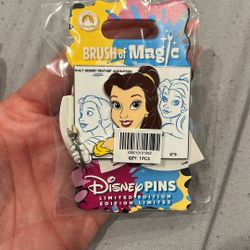 BRUSH of Magic
WALT DISNEY FEATURE ANIMATION
QTY: 1PCS
Disney PINS
LIMITED EDITION
EDITION LIMITÉE